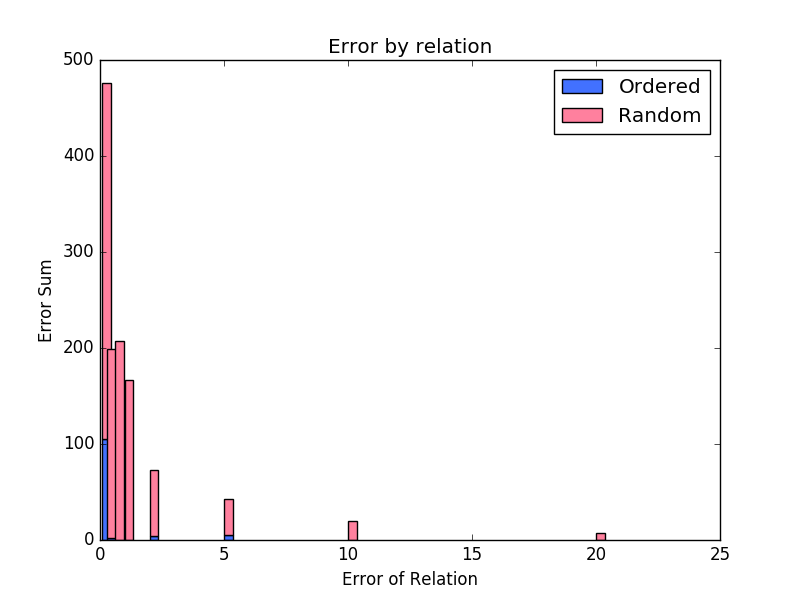 Error by relation
Ordered
Random
500
400
300
200
100
0
Error Sum
0 5 10 15 20 25
Error of Relation